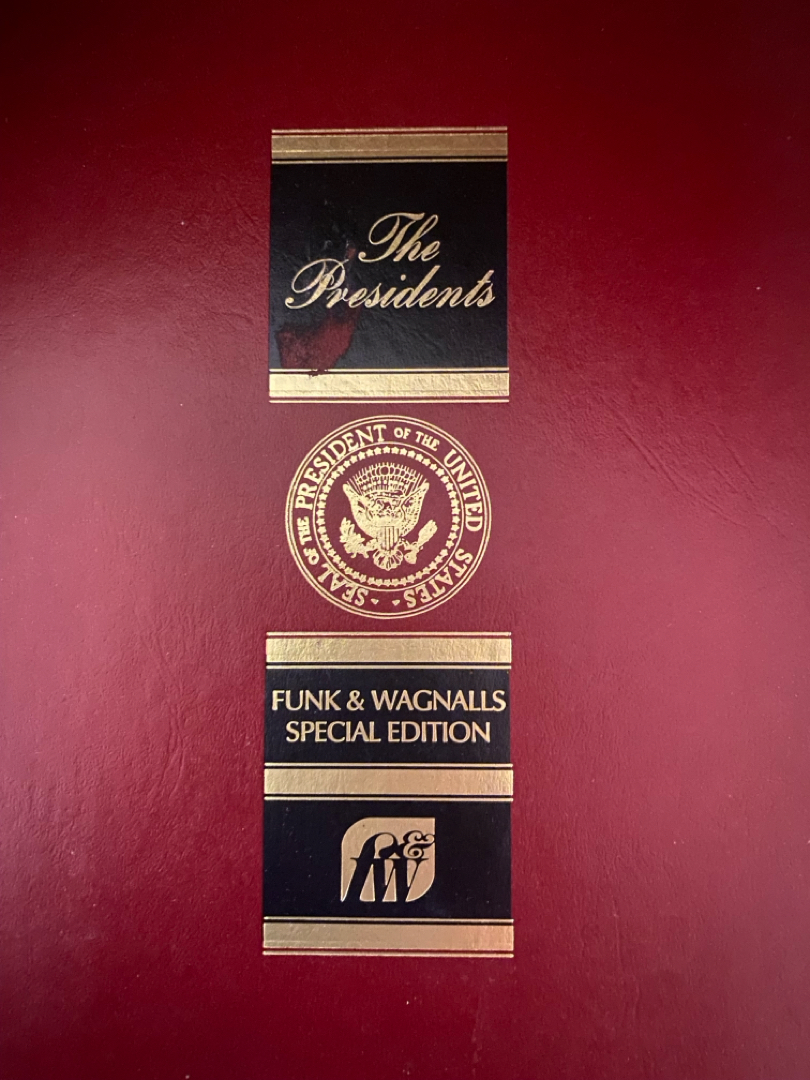 The
Presidents
SEAL OF THE PRESIDENT OF THE UNITED STATES
FUNK & WAGNALLS
SPECIAL EDITION
f&w